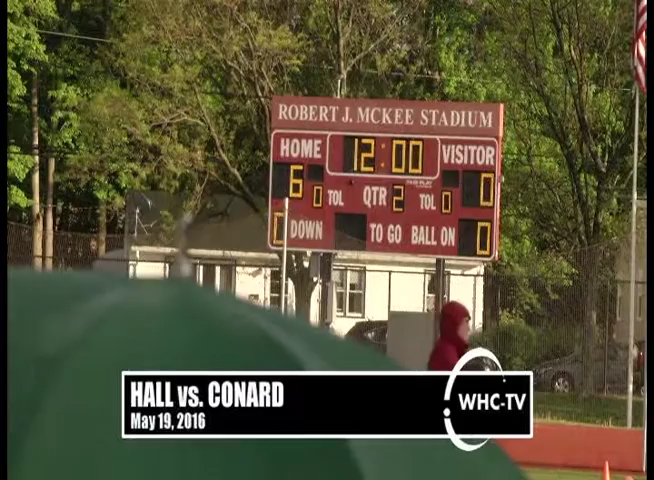 ROBERT J. MCKEE STADIUM
HOME 12:00 VISITOR
6 0 TOL QTR 2 TOL 0 0
0 DOWN TO GO BALL ON 0
HALL vs. CONARD
May 19, 2016
WHC-TV